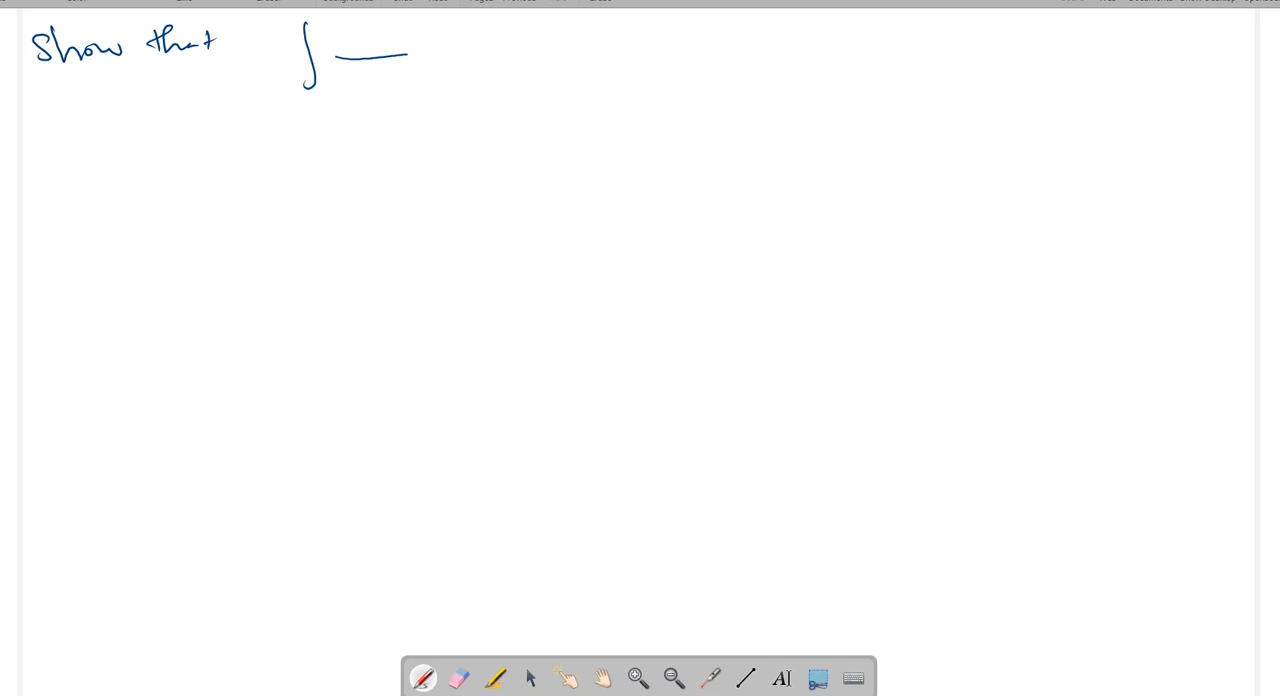 Show that ∫ —